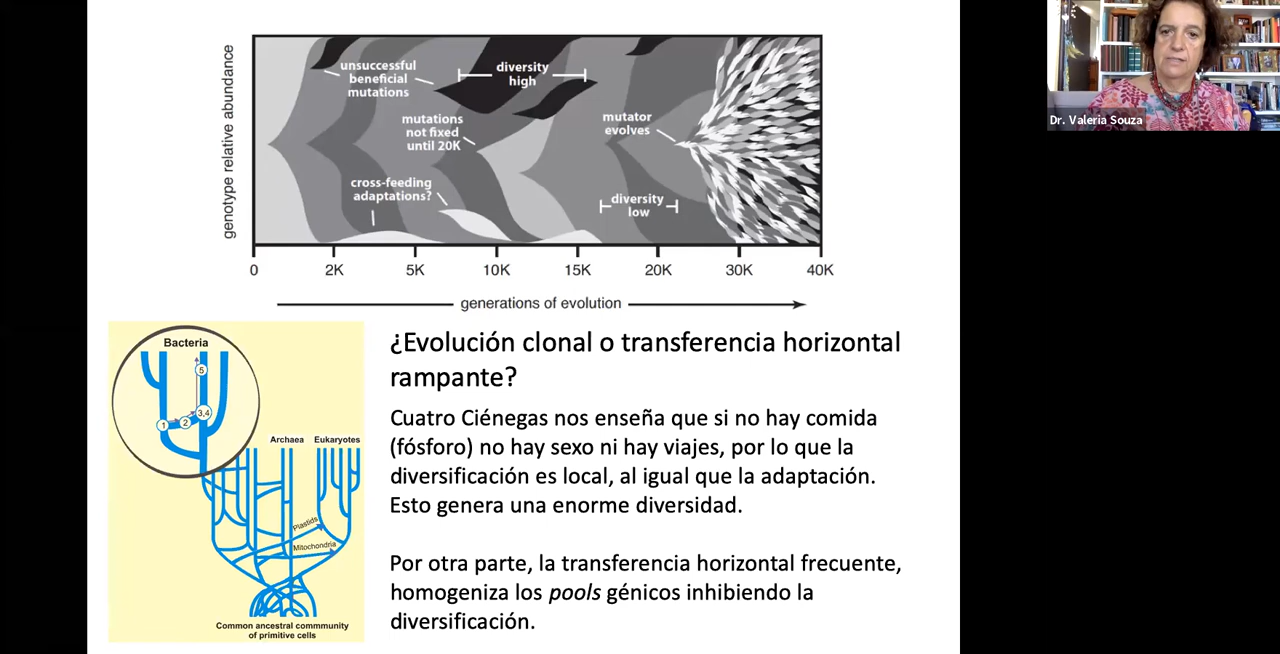 genotype relative abundance
unsuccessful
beneficial
mutations
diversity
high
mutations
not fixed
until 20K
mutator
evolves
cross-feeding
adaptations?
diversity
low
0 2K 5K 10K 15K 20K 30K 40K
generations of evolution
Dr. Valeria Souza
Bacteria
5
3,4
2
1
Archaea Eukaryotes
Plastids
Mitochondria
Common ancestral commmunity
of primitive cells
¿Evolución clonal o transferencia horizontal
rampante?
Cuatro Ciénegas nos enseña que si no hay comida
(fósforo) no hay sexo ni hay viajes, por lo que la
diversificación es local, al igual que la adaptación.
Esto genera una enorme diversidad.
Por otra parte, la transferencia horizontal frecuente,
homogeniza los pools génicos inhibiendo la
diversificación.